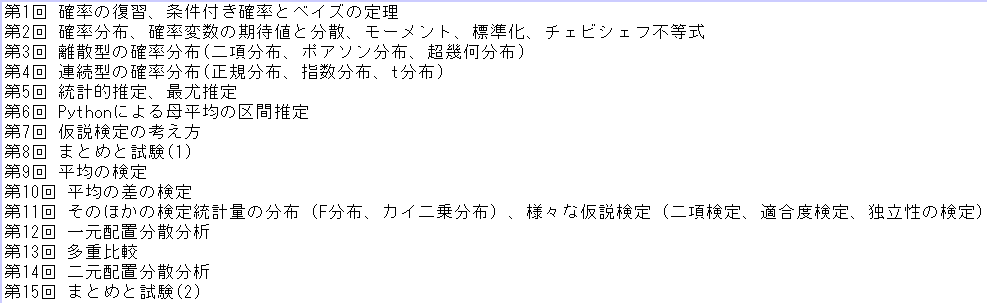 第1回 確率の復習、条件付き確率とベイズの定理
第2回 確率分布、確率変数の期待値と分散、モーメント、標準化、チェビシェフ不等式
第3回 離散型の確率分布(二項分布、ポアソン分布、超幾何分布)
第4回 連続型の確率分布(正規分布、指数分布、t分布)
第5回 統計的推定、最尤推定
第6回 Pythonによる母平均の区間推定
第7回 仮説検定の考え方
第8回 まとめと試験(1)
第9回 平均の検定
第10回 平均の差の検定
第11回 そのほかの検定統計量の分布（F分布、カイ二乗分布）、様々な仮説検定（二項検定、適合度検定、独立性の検定)
第12回 一元配置分散分析
第13回 多重比較
第14回 二元配置分散分析
第15回 まとめと試験(2)